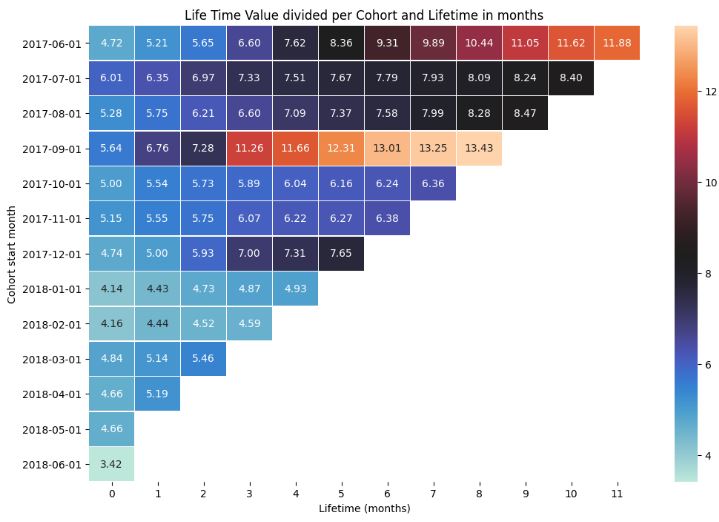 Life Time Value divided per Cohort and Lifetime in months
Cohort start month
2017-06-01 4.72 5.21 5.65 6.60 7.62 8.36 9.31 9.89 10.44 11.05 11.62 11.88
2017-07-01 6.01 6.35 6.97 7.33 7.51 7.67 7.79 7.93 8.09 8.24 8.40
2017-08-01 5.28 5.75 6.21 6.60 7.09 7.37 7.58 7.99 8.28 8.47
2017-09-01 5.64 6.76 7.28 11.26 11.66 12.31 13.01 13.25 13.43
2017-10-01 5.00 5.54 5.73 5.89 6.04 6.16 6.24 6.36
2017-11-01 5.15 5.55 5.75 6.07 6.22 6.27 6.38
2017-12-01 4.74 5.00 5.93 7.00 7.31 7.65
2018-01-01 4.14 4.43 4.73 4.87 4.93
2018-02-01 4.16 4.44 4.52 4.59
2018-03-01 4.84 5.14 5.46
2018-04-01 4.66 5.19
2018-05-01 4.66
2018-06-01 3.42
0 1 2 3 4 5 6 7 8 9 10 11
Lifetime (months)
12
10
8
6
4